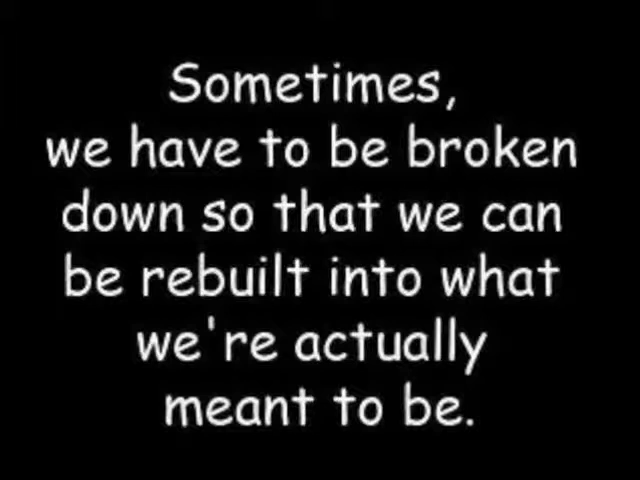 Sometimes,
we have to be broken
down so that we can
be rebuilt into what
we're actually
meant to be.